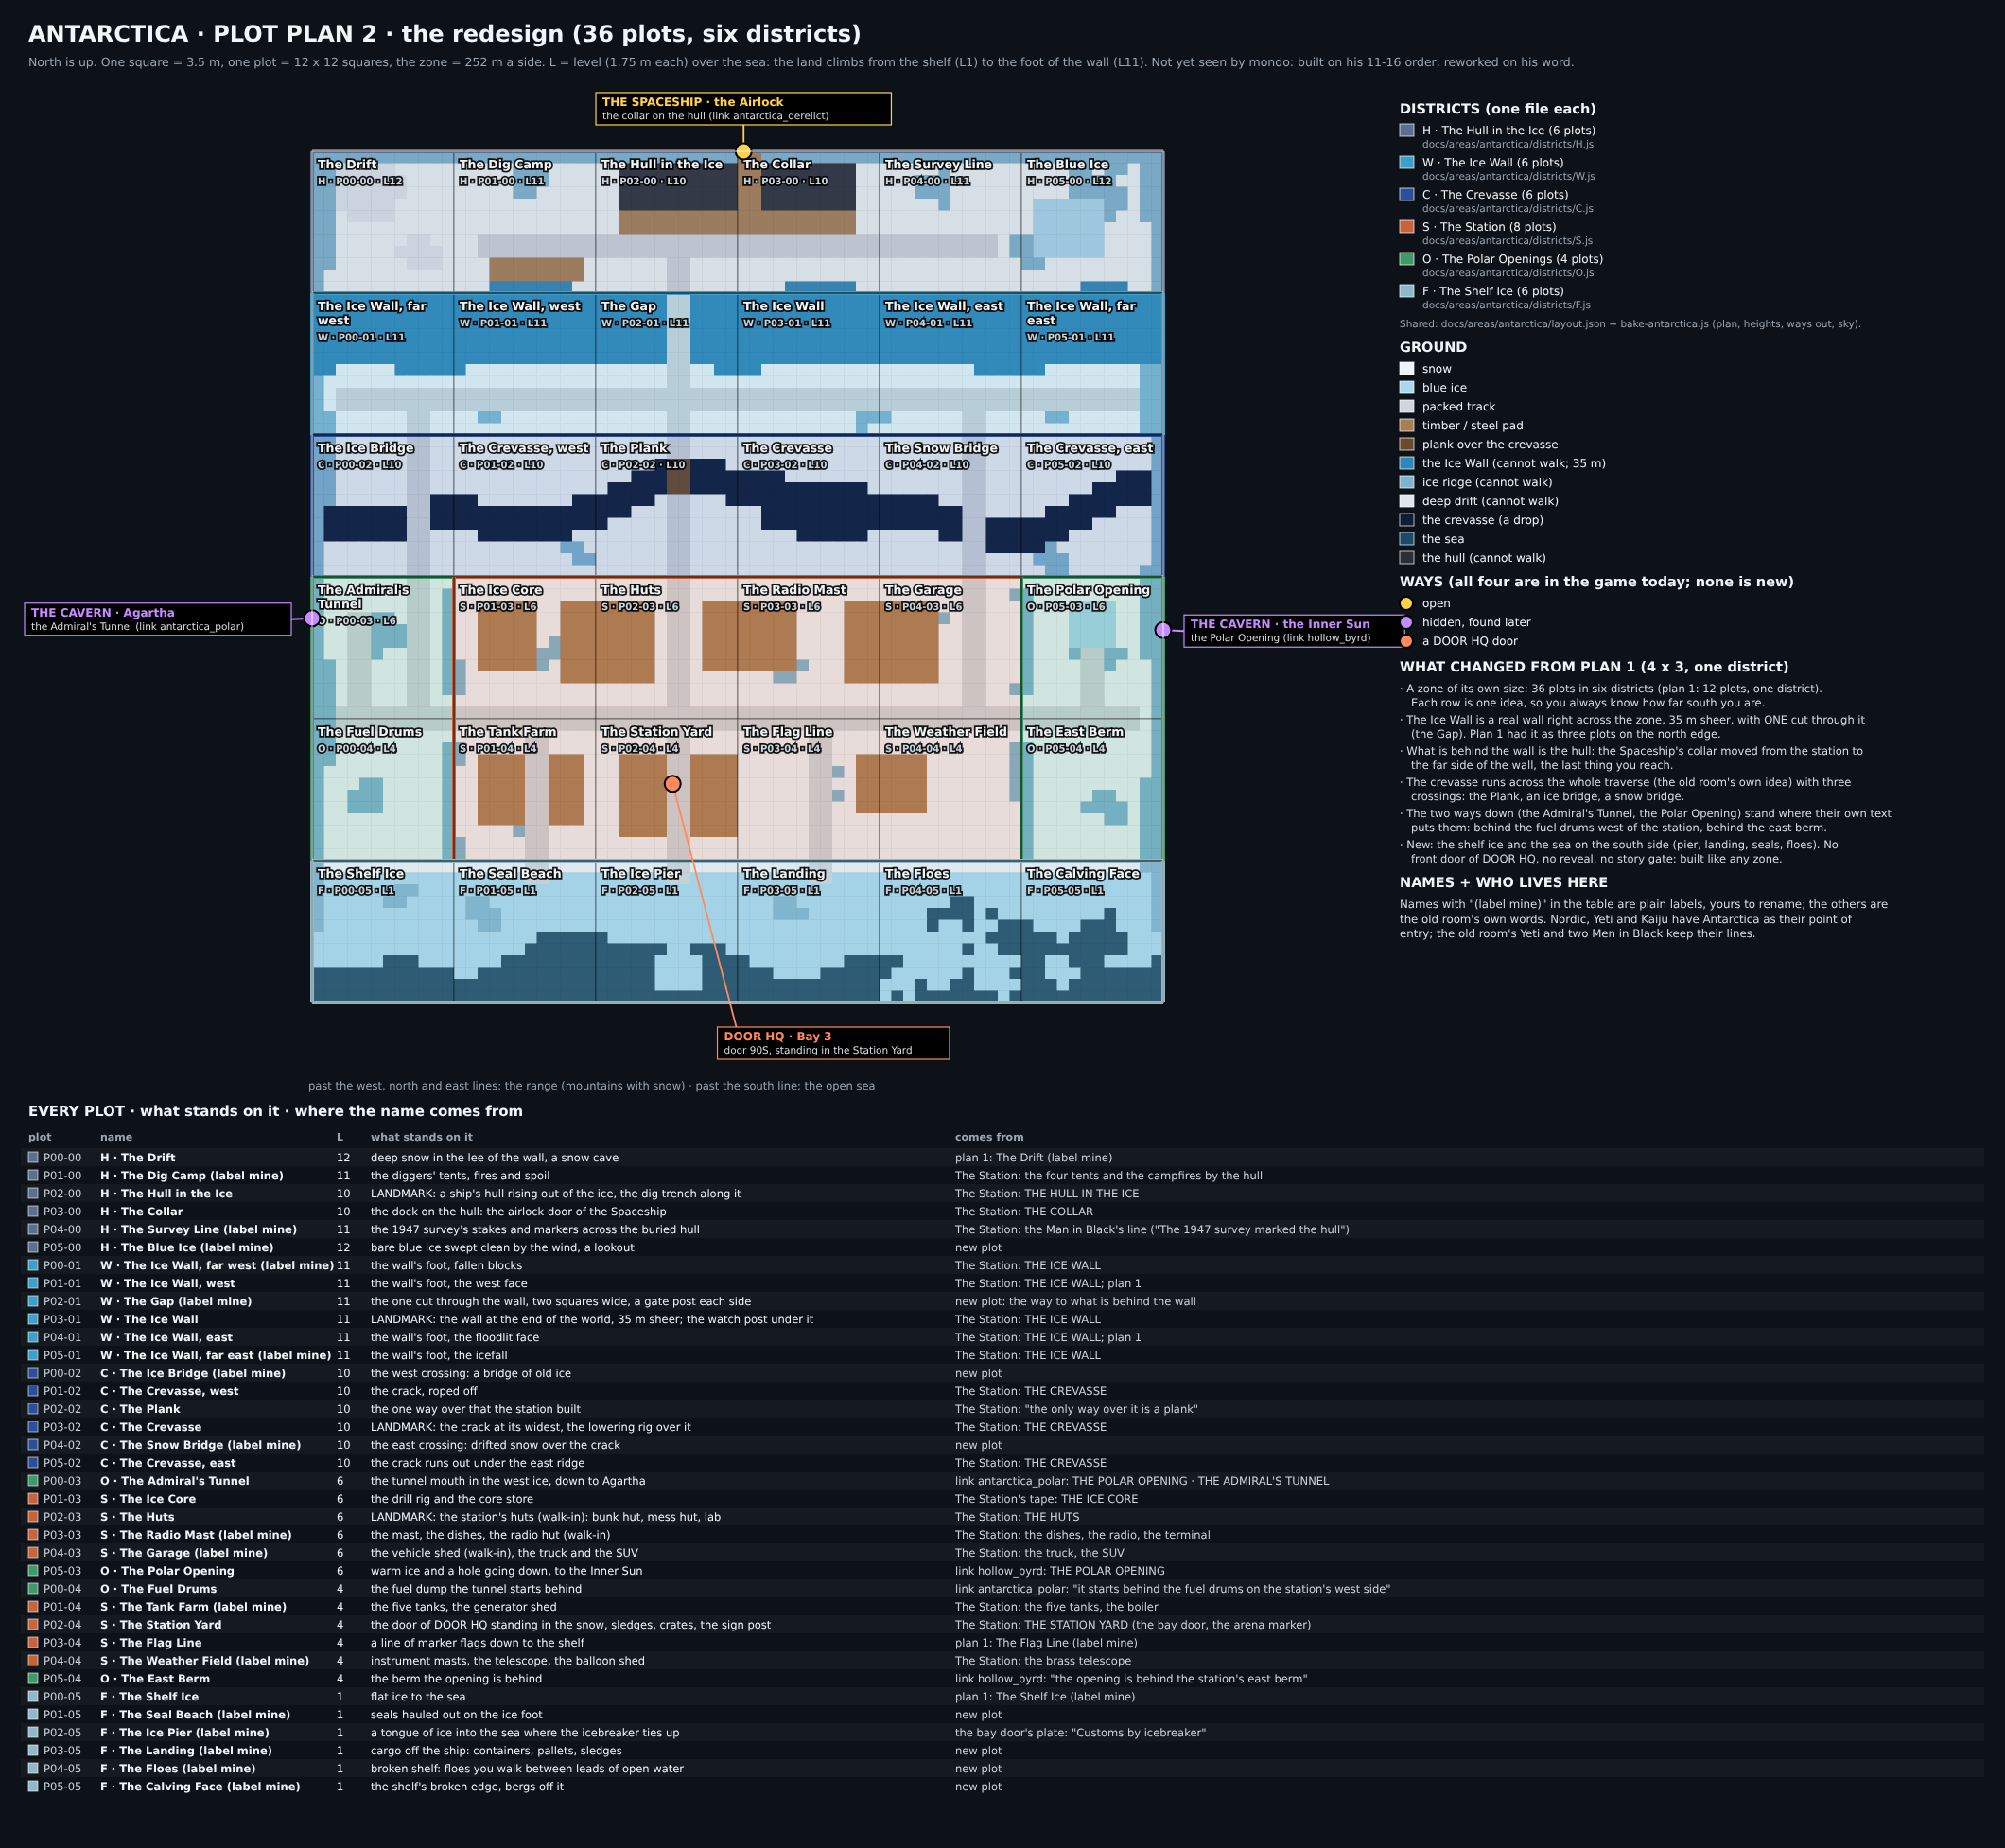 ANTARCTICA · PLOT PLAN 2 · the redesign (36 plots, six districts)
North is up. One square = 3.5 m, one plot = 12 x 12 squares, the zone = 252 m a side. L = level (1.75 m each) over the sea: the land climbs from the shelf (L1) to the foot of the wall (L11). Not yet seen by mondo: built on his 11-16 order, reworked on his word.
THE SPACESHIP · the Airlock
the collar on the hull (link antarctica_derelict)
The Drift
H · P00-00 · L12
The Dig Camp
H · P01-00 · L11
The Hull in the Ice
H · P02-00 · L10
The Collar
H · P03-00 · L10
The Survey Line
H · P04-00 · L11
The Blue Ice
H · P05-00 · L12
The Ice Wall, far
west
W · P00-01 · L11
The Ice Wall, west
W · P01-01 · L11
The Gap
W · P02-01 · L11
The Ice Wall
W · P03-01 · L11
The Ice Wall, east
W · P04-01 · L11
The Ice Wall, far
east
W · P05-01 · L11
The Ice Bridge
C · P00-02 · L10
The Crevasse, west
C · P01-02 · L10
The Plank
C · P02-02 · L10
The Crevasse
C · P03-02 · L10
The Snow Bridge
C · P04-02 · L10
The Crevasse, east
C · P05-02 · L10
The Admiral's
Tunnel
O · P00-03 · L6
The Ice Core
S · P01-03 · L6
The Huts
S · P02-03 · L6
The Radio Mast
S · P03-03 · L6
The Garage
S · P04-03 · L6
The Polar Opening
O · P05-03 · L6
THE CAVERN · Agartha
the Admiral's Tunnel (link antarctica_polar)
THE CAVERN · the Inner Sun
the Polar Opening (link hollow_byrd)
The Fuel Drums
O · P00-04 · L4
The Tank Farm
S · P01-04 · L4
The Station Yard
S · P02-04 · L4
The Flag Line
S · P03-04 · L4
The Weather Field
S · P04-04 · L4
The East Berm
O · P05-04 · L4
The Shelf Ice
F · P00-05 · L1
The Seal Beach
F · P01-05 · L1
The Ice Pier
F · P02-05 · L1
The Landing
F · P03-05 · L1
The Floes
F · P04-05 · L1
The Calving Face
F · P05-05 · L1
DOOR HQ · Bay 3
door 90S, standing in the Station Yard
past the west, north and east lines: the range (mountains with snow) · past the south line: the open sea
DISTRICTS (one file each)
H · The Hull in the Ice (6 plots)
docs/areas/antarctica/districts/H.js
W · The Ice Wall (6 plots)
docs/areas/antarctica/districts/W.js
C · The Crevasse (6 plots)
docs/areas/antarctica/districts/C.js
S · The Station (8 plots)
docs/areas/antarctica/districts/S.js
O · The Polar Openings (4 plots)
docs/areas/antarctica/districts/O.js
F · The Shelf Ice (6 plots)
docs/areas/antarctica/districts/F.js
Shared: docs/areas/antarctica/layout.json + bake-antarctica.js (plan, heights, ways out, sky).
GROUND
snow
blue ice
packed track
timber / steel pad
plank over the crevasse
the Ice Wall (cannot walk; 35 m)
ice ridge (cannot walk)
deep drift (cannot walk)
the crevasse (a drop)
the sea
the hull (cannot walk)
WAYS (all four are in the game today; none is new)
open
hidden, found later
a DOOR HQ door
WHAT CHANGED FROM PLAN 1 (4 x 3, one district)
· A zone of its own size: 36 plots in six districts (plan 1: 12 plots, one district).
Each row is one idea, so you always know how far south you are.
· The Ice Wall is a real wall right across the zone, 35 m sheer, with ONE cut through it
(the Gap). Plan 1 had it as three plots on the north edge.
· What is behind the wall is the hull: the Spaceship's collar moved from the station to
the far side of the wall, the last thing you reach.
· The crevasse runs across the whole traverse (the old room's own idea) with three
crossings: the Plank, an ice bridge, a snow bridge.
· The two ways down (the Admiral's Tunnel, the Polar Opening) stand where their own text
puts them: behind the fuel drums west of the station, behind the east berm.
· New: the shelf ice and the sea on the south side (pier, landing, seals, floes). No
front door of DOOR HQ, no reveal, no story gate: built like any zone.
NAMES + WHO LIVES HERE
Names with "(label mine)" in the table are plain labels, yours to rename; the others are
the old room's own words. Nordic, Yeti and Kaiju have Antarctica as their point of
entry; the old room's Yeti and two Men in Black keep their lines.
EVERY PLOT · what stands on it · where the name comes from
plot name L what stands on it comes from
P00-00 H · The Drift 12 deep snow in the lee of the wall, a snow cave plan 1: The Drift (label mine)
P01-00 H · The Dig Camp (label mine) 11 the diggers' tents, fires and spoil The Station: the four tents and the campfires by the hull
P02-00 H · The Hull in the Ice 10 LANDMARK: a ship's hull rising out of the ice, the dig trench along it The Station: THE HULL IN THE ICE
P03-00 H · The Collar 10 the dock on the hull: the airlock door of the Spaceship The Station: THE COLLAR
P04-00 H · The Survey Line (label mine) 11 the 1947 survey's stakes and markers across the buried hull The Station: the Man in Black's line ("The 1947 survey marked the hull")
P05-00 H · The Blue Ice (label mine) 12 bare blue ice swept clean by the wind, a lookout new plot
P00-01 W · The Ice Wall, far west (label mine) 11 the wall's foot, fallen blocks The Station: THE ICE WALL
P01-01 W · The Ice Wall, west 11 the wall's foot, the west face The Station: THE ICE WALL; plan 1
P02-01 W · The Gap (label mine) 11 the one cut through the wall, two squares wide, a gate post each side new plot: the way to what is behind the wall
P03-01 W · The Ice Wall 11 LANDMARK: the wall at the end of the world, 35 m sheer; the watch post under it The Station: THE ICE WALL
P04-01 W · The Ice Wall, east 11 the wall's foot, the floodlit face The Station: THE ICE WALL; plan 1
P05-01 W · The Ice Wall, far east (label mine) 11 the wall's foot, the icefall The Station: THE ICE WALL
P00-02 C · The Ice Bridge (label mine) 10 the west crossing: a bridge of old ice new plot
P01-02 C · The Crevasse, west 10 the crack, roped off The Station: THE CREVASSE
P02-02 C · The Plank 10 the one way over that the station built The Station: "the only way over it is a plank"
P03-02 C · The Crevasse 10 LANDMARK: the crack at its widest, the lowering rig over it The Station: THE CREVASSE
P04-02 C · The Snow Bridge (label mine) 10 the east crossing: drifted snow over the crack new plot
P05-02 C · The Crevasse, east 10 the crack runs out under the east ridge The Station: THE CREVASSE
P00-03 O · The Admiral's Tunnel 6 the tunnel mouth in the west ice, down to Agartha link antarctica_polar: THE POLAR OPENING · THE ADMIRAL'S TUNNEL
P01-03 S · The Ice Core 6 the drill rig and the core store The Station's tape: THE ICE CORE
P02-03 S · The Huts 6 LANDMARK: the station's huts (walk-in): bunk hut, mess hut, lab The Station: THE HUTS
P03-03 S · The Radio Mast (label mine) 6 the mast, the dishes, the radio hut (walk-in) The Station: the dishes, the radio, the terminal
P04-03 S · The Garage (label mine) 6 the vehicle shed (walk-in), the truck and the SUV The Station: the truck, the SUV
P05-03 O · The Polar Opening 6 warm ice and a hole going down, to the Inner Sun link hollow_byrd: THE POLAR OPENING
P00-04 O · The Fuel Drums 4 the fuel dump the tunnel starts behind link antarctica_polar: "it starts behind the fuel drums on the station's west side"
P01-04 S · The Tank Farm (label mine) 4 the five tanks, the generator shed The Station: the five tanks, the boiler
P02-04 S · The Station Yard 4 the door of DOOR HQ standing in the snow, sledges, crates, the sign post The Station: THE STATION YARD (the bay door, the arena marker)
P03-04 S · The Flag Line 4 a line of marker flags down to the shelf plan 1: The Flag Line (label mine)
P04-04 S · The Weather Field (label mine) 4 instrument masts, the telescope, the balloon shed The Station: the brass telescope
P05-04 O · The East Berm 4 the berm the opening is behind link hollow_byrd: "the opening is behind the station's east berm"
P00-05 F · The Shelf Ice 1 flat ice to the sea plan 1: The Shelf Ice (label mine)
P01-05 F · The Seal Beach (label mine) 1 seals hauled out on the ice foot new plot
P02-05 F · The Ice Pier (label mine) 1 a tongue of ice into the sea where the icebreaker ties up the bay door's plate: "Customs by icebreaker"
P03-05 F · The Landing (label mine) 1 cargo off the ship: containers, pallets, sledges new plot
P04-05 F · The Floes (label mine) 1 broken shelf: floes you walk between leads of open water new plot
P05-05 F · The Calving Face (label mine) 1 the shelf's broken edge, bergs off it new plot